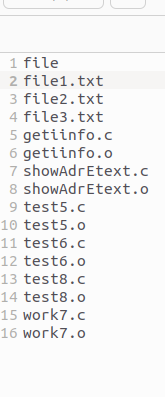 1 file
2 file1.txt
3 file2.txt
4 file3.txt
5 getiinfo.c
6 getiinfo.o
7 showAdrEtext.c
8 showAdrEtext.o
9 test5.c
10 test5.o
11 test6.c
12 test6.o
13 test8.c
14 test8.o
15 work7.c
16 work7.o